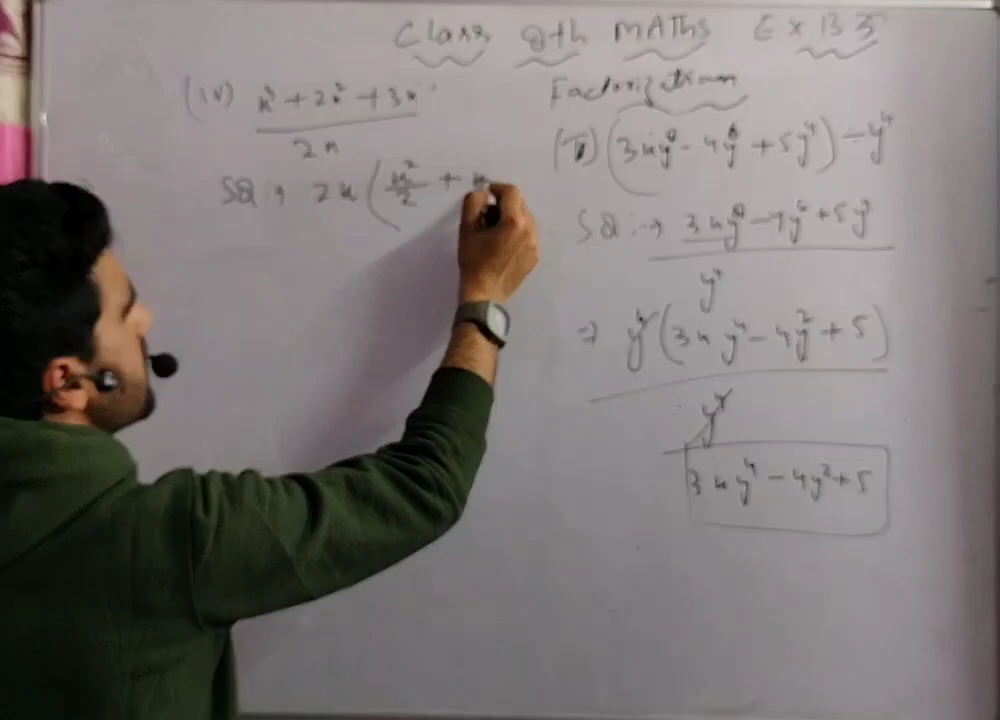 Class 8th MATHS Ex 13.5
Factorization
(iv) x³ + 2x² + 3x
2x
SOL :→ 2x ( x²/2 + x
(3xy⁸ - 4y⁶ + 5y⁴) ÷ y⁴
SOL :→ 3xy⁸ - 4y⁶ + 5y⁴
y⁴
⇒ y⁴ (3xy⁴ - 4y² + 5)
y⁴
3xy⁴ - 4y² + 5